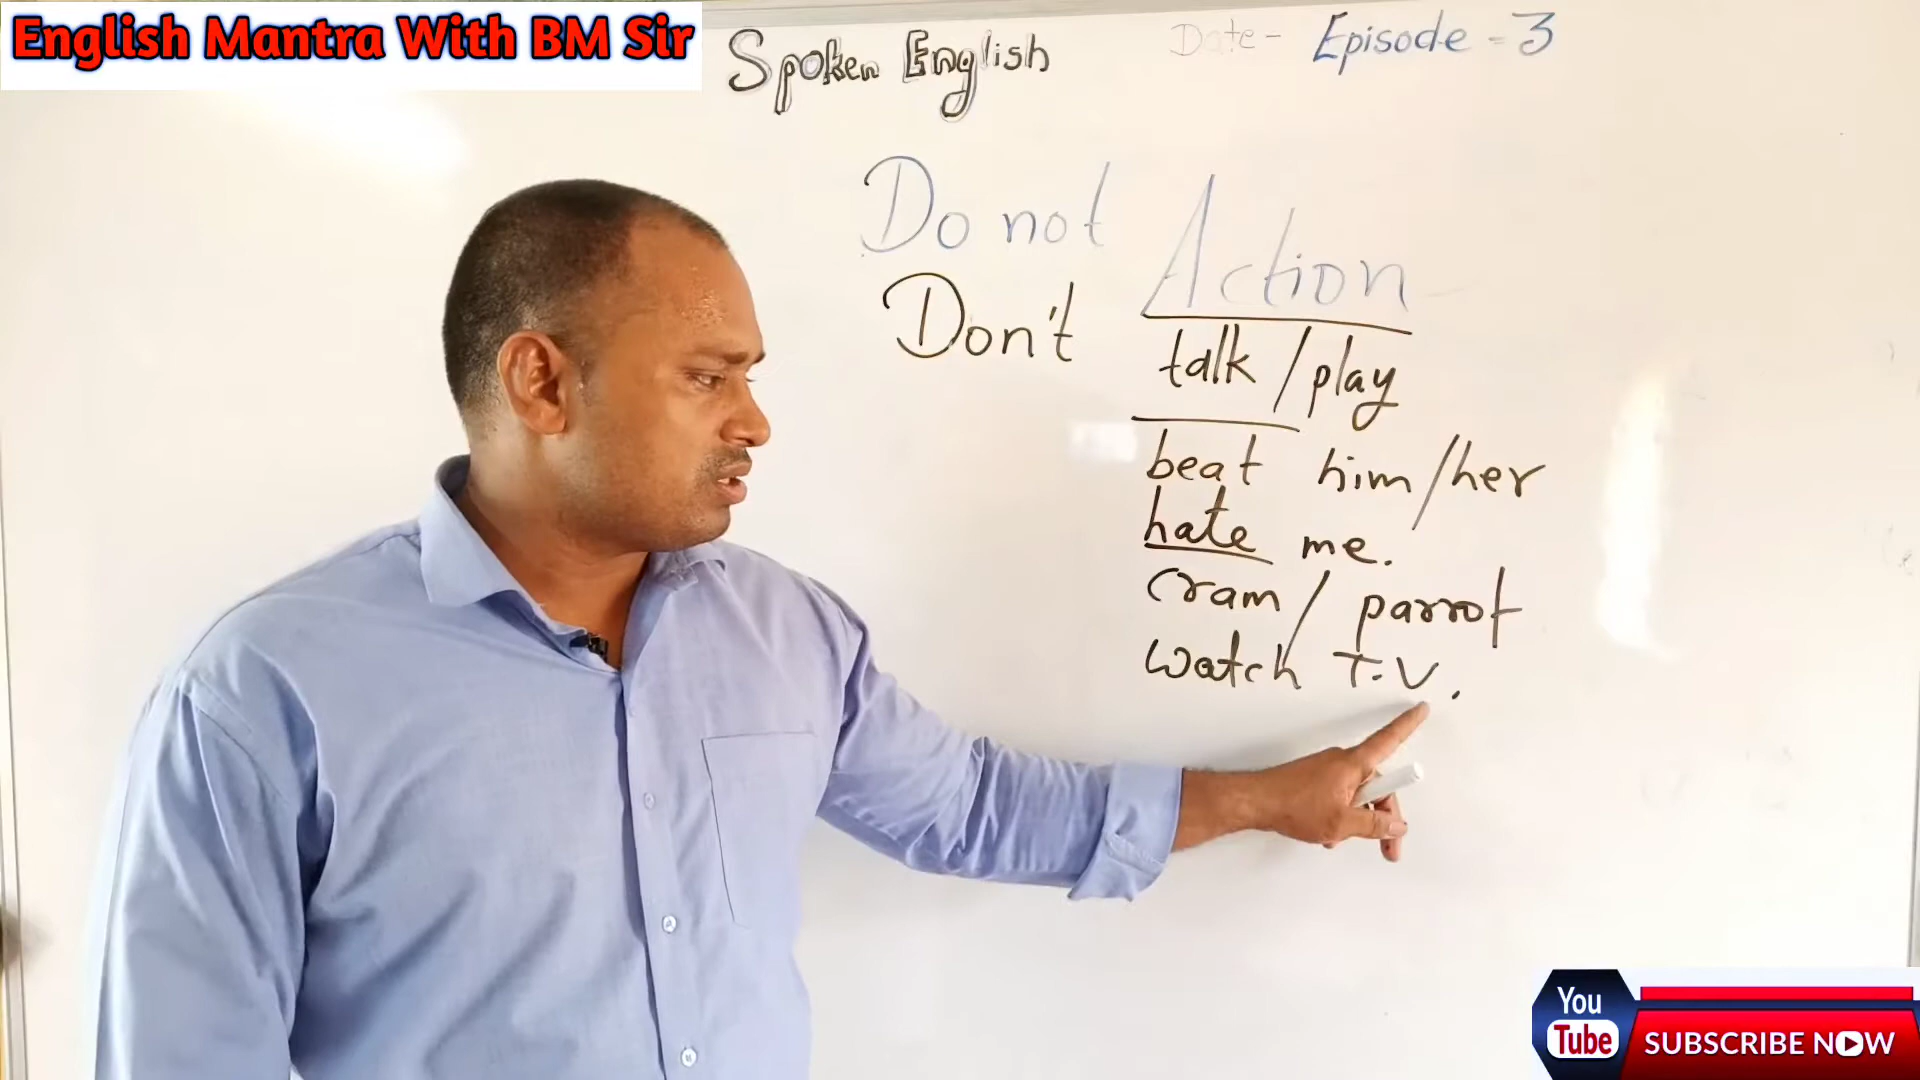 English Mantra With BM Sir
Spoken English
Date - Episode - 3
Do not Action
Don't talk / play
beat him / her
hate me.
cram / parrot
watch T.V.
You
Tube
SUBSCRIBE NOW